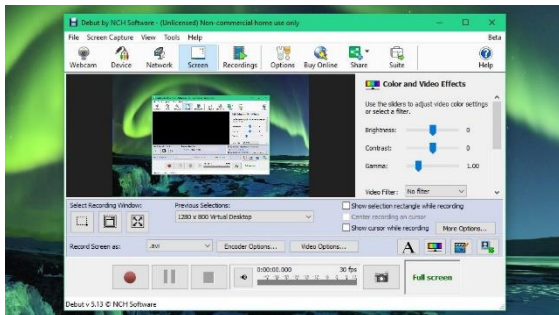 Debut by NCH Software - (Unlicensed) Non-commercial home use only
File Screen Capture View Tools Help
Beta
Webcam Device Network Screen Recordings Options Buy Online Share Suite Help
Color and Video Effects
Use the sliders to adjust video color settings
or select a filter.
Brightness: 0
Contrast: 0
Gamma: 1.00
Video Filter: No filter
Select Recording Window: Previous Selections:
1280 x 800 Virtual Desktop
Show selection rectangle while recording
Center recording on cursor
Show cursor while recording More Options...
Record Screen as: .avi Encoder Options... Video Options...
A
0:00:00.000 30 fps
Full screen
Debut v 5.13 © NCH Software